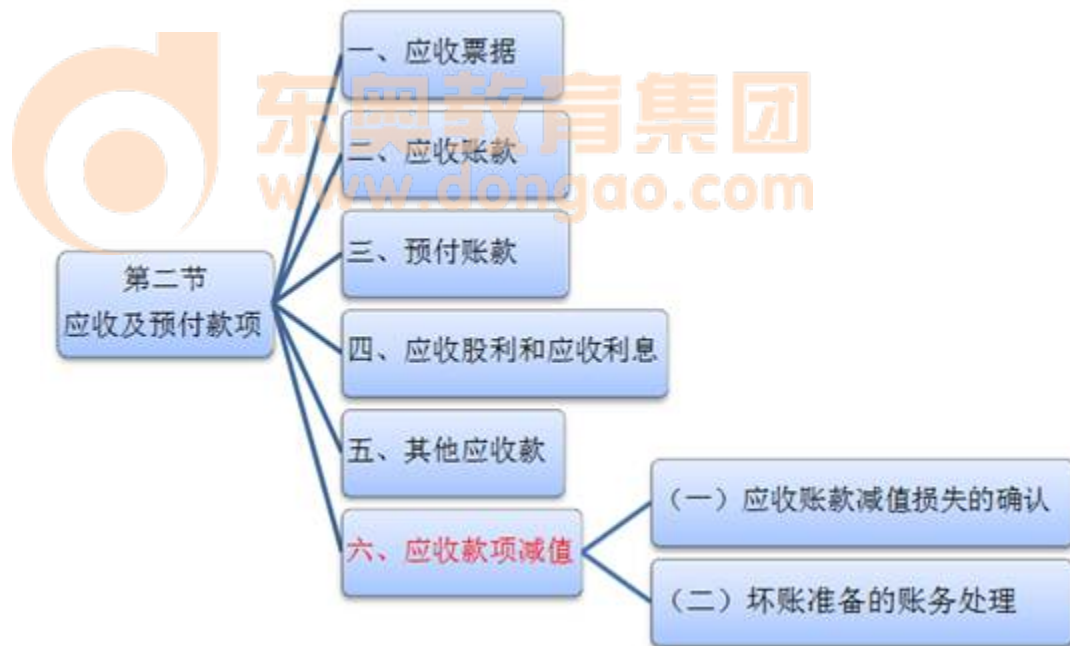 一、应收票据
东奥教育集团
二、应收账款
www.dongao.com
三、预付账款
第二节
应收及预付款项
四、应收股利和应收利息
五、其他应收款
（一）应收账款减值损失的确认
六、应收款项减值
（二）坏账准备的账务处理